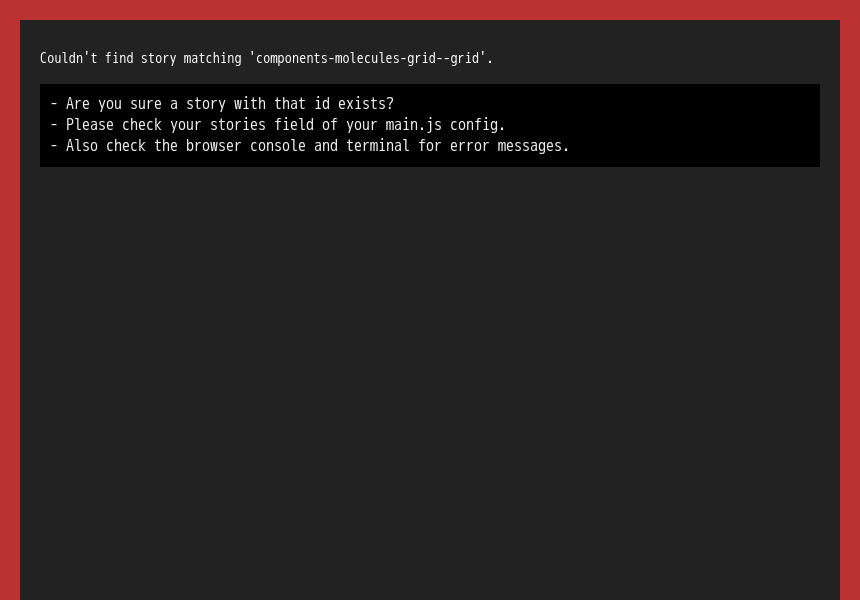 Couldn't find story matching 'components-molecules-grid--grid'.
- Are you sure a story with that id exists?
- Please check your stories field of your main.js config.
- Also check the browser console and terminal for error messages.